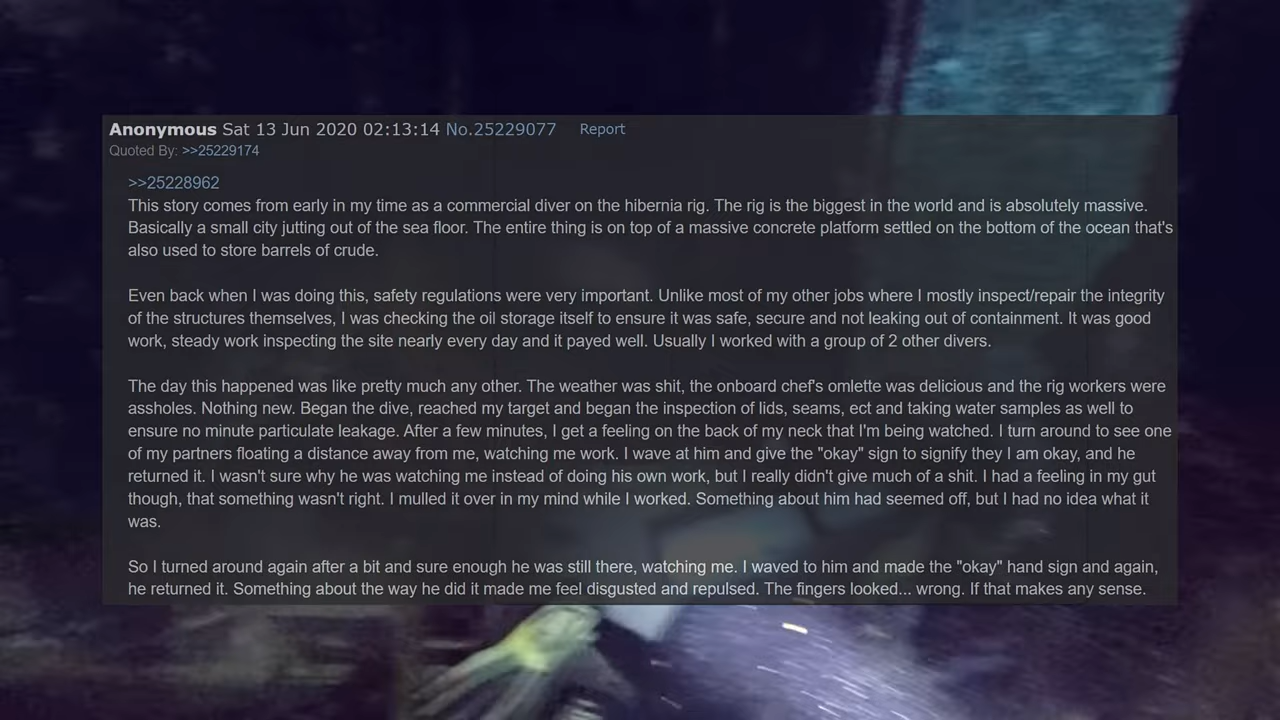 Anonymous Sat 13 Jun 2020 02:13:14 No.25229077 Report
Quoted By: >>25229174
>>25228962
This story comes from early in my time as a commercial diver on the hibernia rig. The rig is the biggest in the world and is absolutely massive.
Basically a small city jutting out of the sea floor. The entire thing is on top of a massive concrete platform settled on the bottom of the ocean that's
also used to store barrels of crude.
Even back when I was doing this, safety regulations were very important. Unlike most of my other jobs where I mostly inspect/repair the integrity
of the structures themselves, I was checking the oil storage itself to ensure it was safe, secure and not leaking out of containment. It was good
work, steady work inspecting the site nearly every day and it payed well. Usually I worked with a group of 2 other divers.
The day this happened was like pretty much any other. The weather was shit, the onboard chef's omlette was delicious and the rig workers were
assholes. Nothing new. Began the dive, reached my target and began the inspection of lids, seams, ect and taking water samples as well to
ensure no minute particulate leakage. After a few minutes, I get a feeling on the back of my neck that I'm being watched. I turn around to see one
of my partners floating a distance away from me, watching me work. I wave at him and give the "okay" sign to signify they I am okay, and he
returned it. I wasn't sure why he was watching me instead of doing his own work, but I really didn't give much of a shit. I had a feeling in my gut
though, that something wasn't right. I mulled it over in my mind while I worked. Something about him had seemed off, but I had no idea what it
was.
So I turned around again after a bit and sure enough he was still there, watching me. I waved to him and made the "okay" hand sign and again,
he returned it. Something about the way he did it made me feel disgusted and repulsed. The fingers looked... wrong. If that makes any sense.